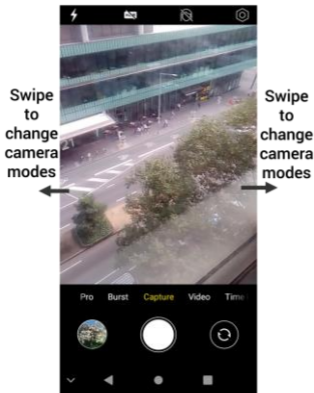 Swipe
to
change
camera
modes
Swipe
to
change
camera
modes
Pro Burst Capture Video Time